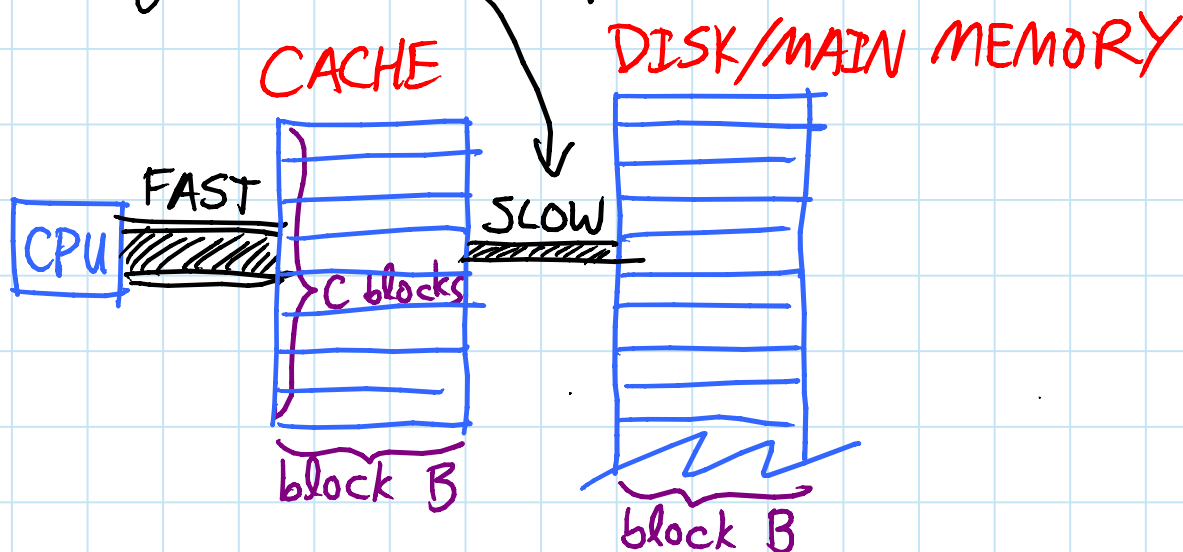 CACHE
DISK/MAIN MEMORY
FAST
SLOW
CPU
C blocks
block B
block B